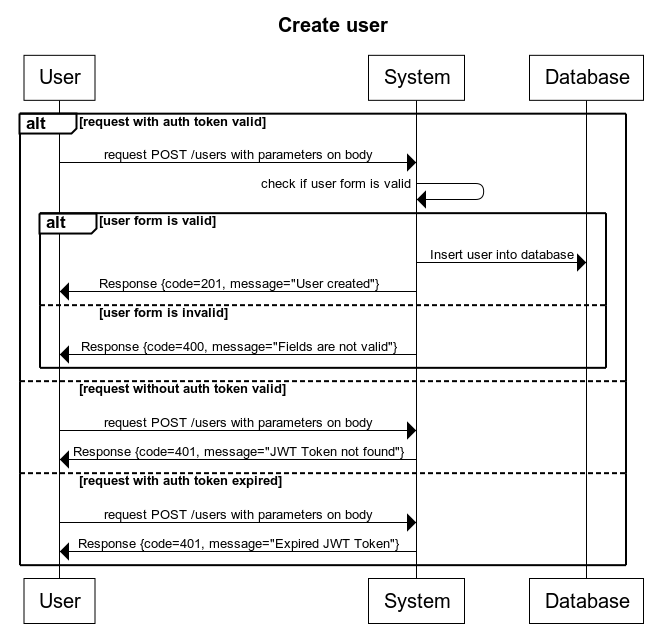 Create user
User
System
Database
alt
[request with auth token valid]
request POST /users with parameters on body
check if user form is valid
alt
[user form is valid]
Insert user into database
Response {code=201, message="User created"}
[user form is invalid]
Response {code=400, message="Fields are not valid"}
[request without auth token valid]
request POST /users with parameters on body
Response {code=401, message="JWT Token not found"}
[request with auth token expired]
request POST /users with parameters on body
Response {code=401, message="Expired JWT Token"}
User
System
Database